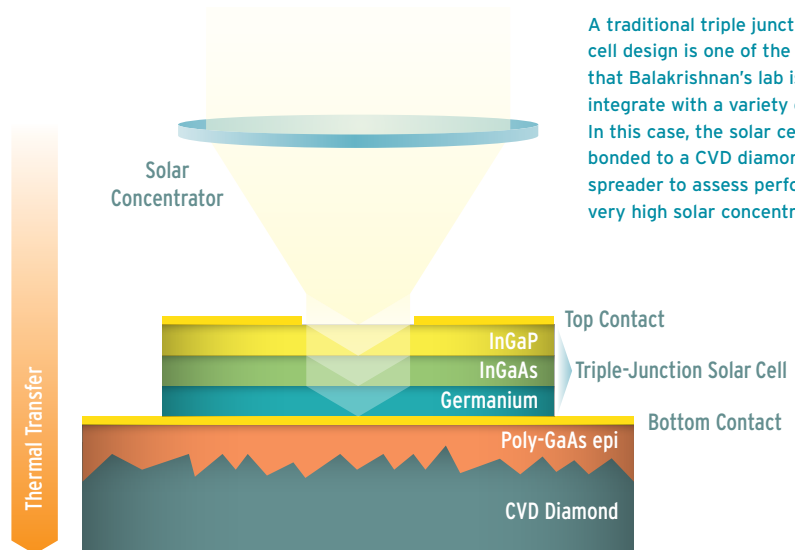 A traditional triple junct
cell design is one of the
that Balakrishnan's lab i
integrate with a variety
In this case, the solar ce
bonded to a CVD diamon
spreader to assess perfo
very high solar concentr
Solar
Concentrator
Top Contact
InGaP
InGaAs
Triple-Junction Solar Cell
Germanium
Bottom Contact
Poly-GaAs epi
CVD Diamond
Thermal Transfer